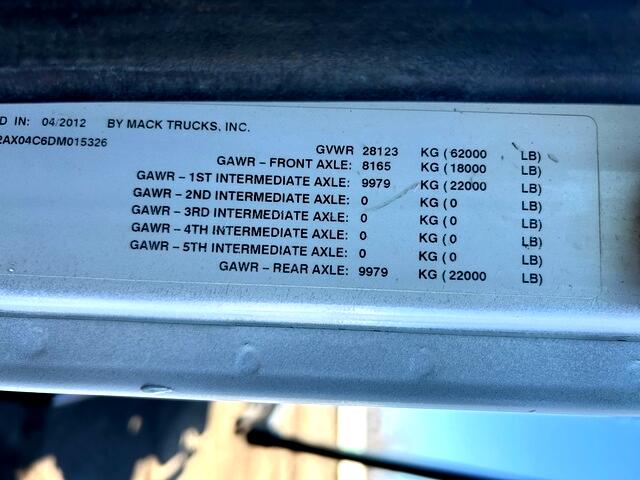 D IN: 04/2012 BY MACK TRUCKS, INC.
2AX04C6DM015326
GVWR 28123 KG ( 62000 LB)
GAWR - FRONT AXLE: 8165 KG ( 18000 LB)
GAWR - 1ST INTERMEDIATE AXLE: 9979 KG ( 22000 LB)
GAWR - 2ND INTERMEDIATE AXLE: 0 KG ( 0 LB)
GAWR - 3RD INTERMEDIATE AXLE: 0 KG ( 0 LB)
GAWR - 4TH INTERMEDIATE AXLE: 0 KG ( 0 LB)
GAWR - 5TH INTERMEDIATE AXLE: 0 KG ( 0 LB)
GAWR - REAR AXLE: 9979 KG ( 22000 LB)